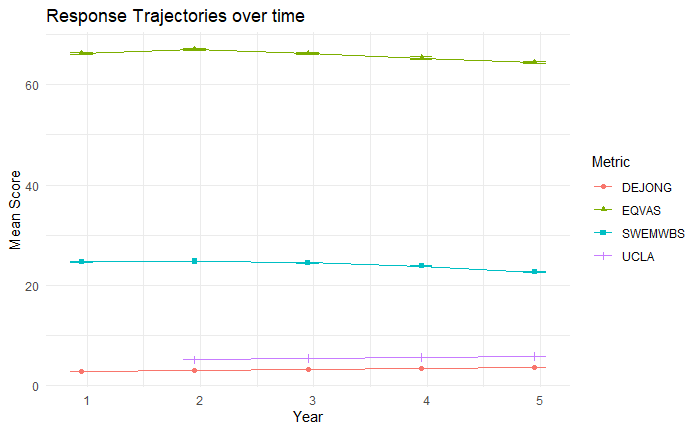 Response Trajectories over time
Mean Score
60
40
20
0
1 2 3 4 5
Year
Metric
DEJONG
EQVAS
SWEMWBS
UCLA